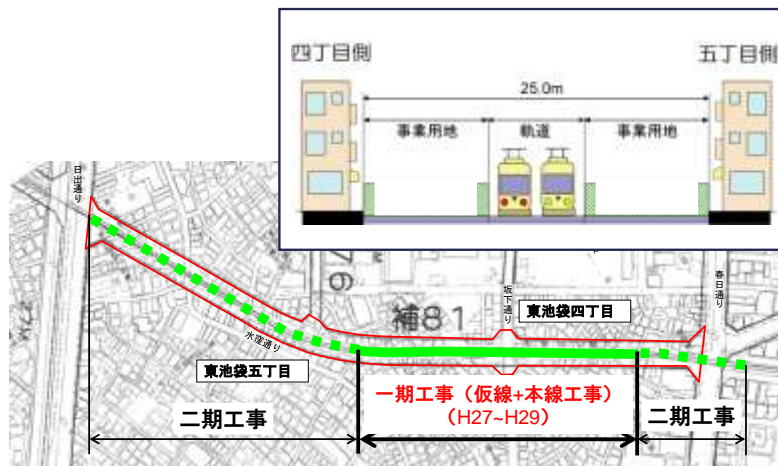 四丁目側
五丁目側
25.0m
事業用地
軌道
事業用地
日出通り
春日通り
坂下通り
補81
76
東池袋四丁目
水窪通り
東池袋五丁目
一期工事（仮線+本線工事）
（H27~H29）
二期工事
二期工事